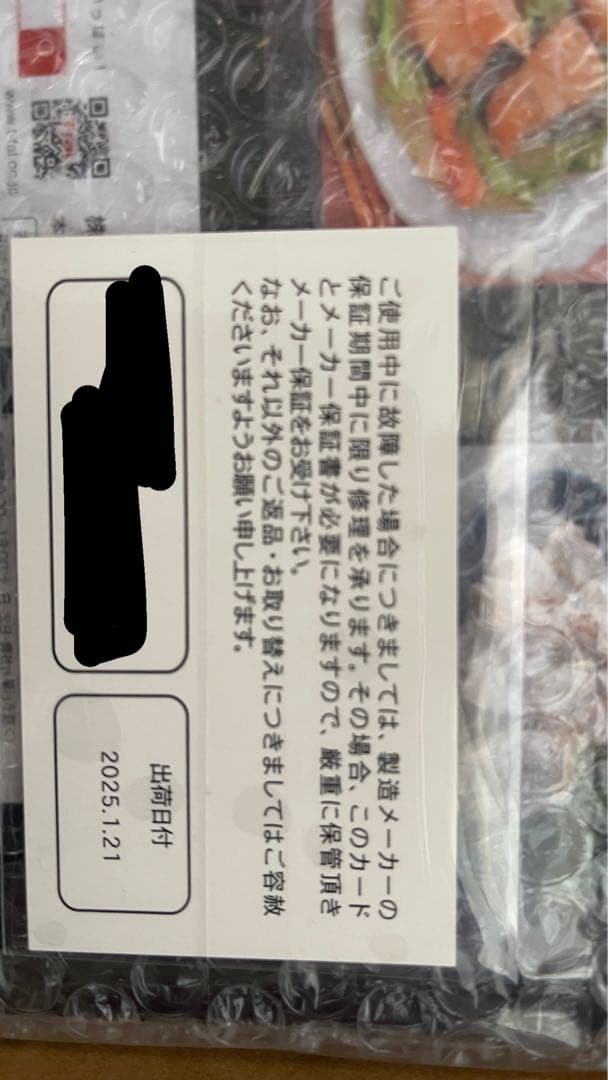 ご使用中に故障した場合につきましては、製造メーカーの
保証期間中に限り修理を承ります。その場合、このカード
とメーカー保証書が必要になりますので、厳重に保管頂き
メーカー保証をお受け下さい。
なお、それ以外のご返品・お取り替えにつきましてはご容赦
くださいますようお願い申し上げます。
出荷日付
2025.1.21
www.t-fal.co.jp